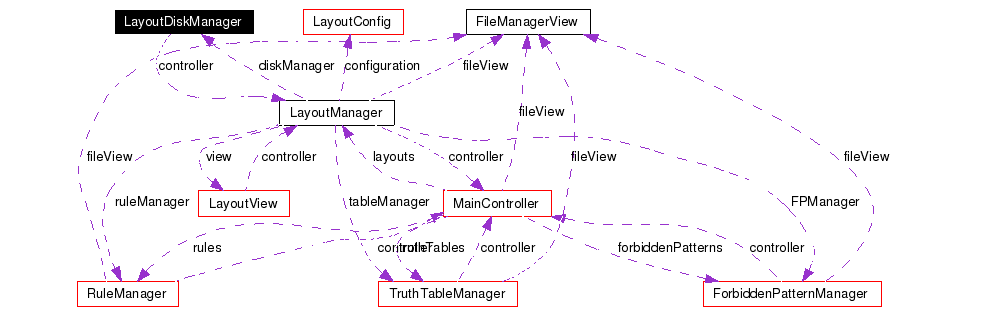 LayoutDiskManager
LayoutConfig
FileManagerView
controller
diskManager
configuration
fileView
LayoutManager
fileView
fileView
view
controller
layouts
controller
fileView
fileView
ruleManager
LayoutView
tableManager
MainController
FPManager
rules
controller
truthTables
controller
forbiddenPatterns
controller
RuleManager
TruthTableManager
ForbiddenPatternManager